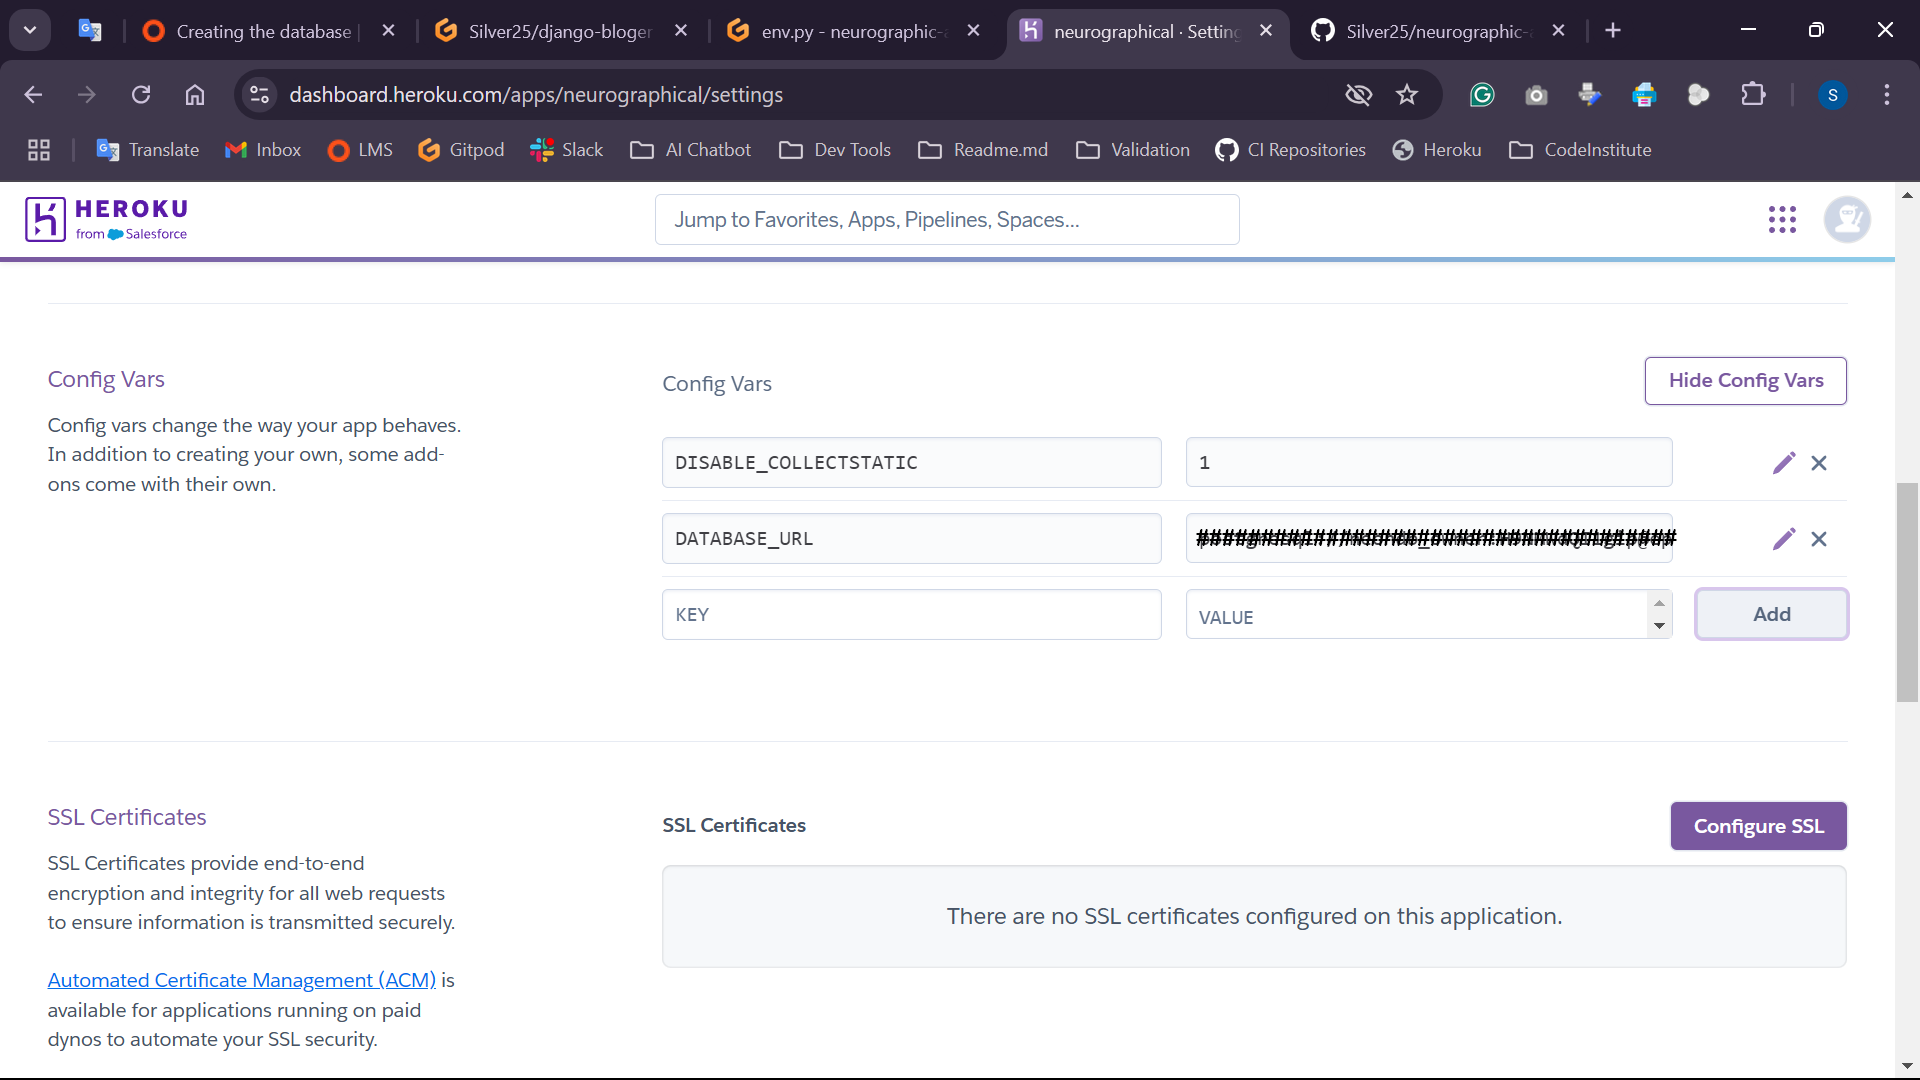 Creating the database
Silver25/django-bloger
env.py - neurographic-a
neurographical · Setting
Silver25/neurographic-a
dashboard.heroku.com/apps/neurographical/settings
S
Translate
Inbox
LMS
Gitpod
Slack
AI Chatbot
Dev Tools
Readme.md
Validation
CI Repositories
Heroku
CodeInstitute
HEROKU
from Salesforce
Jump to Favorites, Apps, Pipelines, Spaces...
Config Vars
Config vars change the way your app behaves.
In addition to creating your own, some add-
ons come with their own.
Config Vars
Hide Config Vars
DISABLE_COLLECTSTATIC
1
DATABASE_URL
KEY
VALUE
Add
SSL Certificates
SSL Certificates provide end-to-end
encryption and integrity for all web requests
to ensure information is transmitted securely.
Automated Certificate Management (ACM) is
available for applications running on paid
dynos to automate your SSL security.
SSL Certificates
Configure SSL
There are no SSL certificates configured on this application.